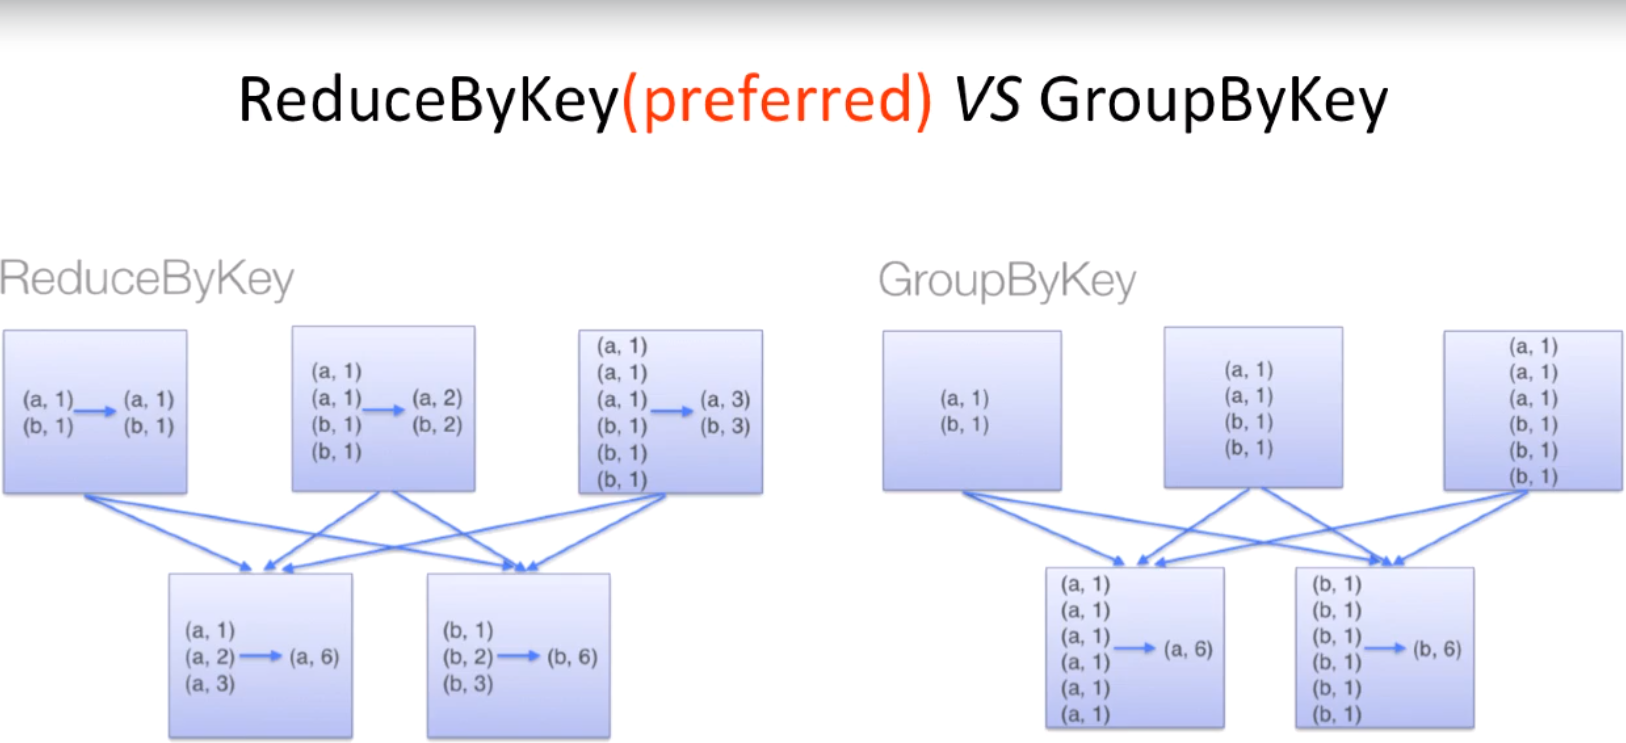 ReduceByKey(preferred) VS GroupByKey
ReduceByKey
(a, 1)
(b, 1)
(a, 1)
(b, 1)
(a, 1)
(a, 1)
(b, 1)
(b, 1)
(a, 2)
(b, 2)
(a, 1)
(a, 1)
(a, 1)
(b, 1)
(b, 1)
(b, 1)
(a, 3)
(b, 3)
(a, 1)
(a, 2)
(a, 3)
(a, 6)
(b, 1)
(b, 2)
(b, 3)
(b, 6)
GroupByKey
(a, 1)
(b, 1)
(a, 1)
(a, 1)
(b, 1)
(b, 1)
(a, 1)
(a, 1)
(a, 1)
(b, 1)
(b, 1)
(b, 1)
(a, 1)
(a, 1)
(a, 1)
(a, 1)
(a, 1)
(a, 1)
(a, 6)
(b, 1)
(b, 1)
(b, 1)
(b, 1)
(b, 1)
(b, 1)
(b, 6)